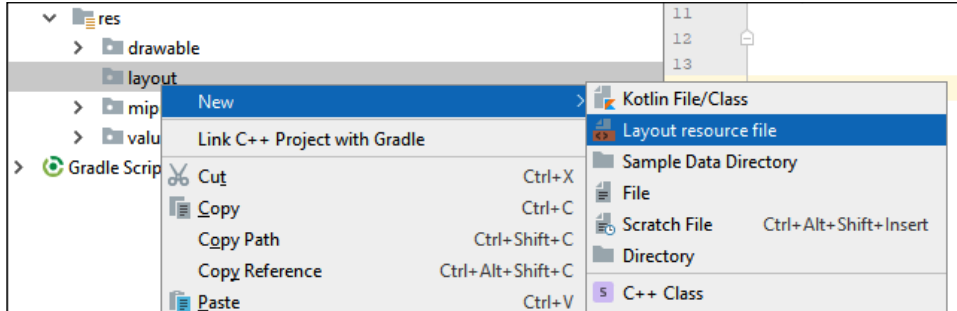 res
11
drawable
12
layout
13
mip
New
Kotlin File/Class
valu
Link C++ Project with Gradle
Layout resource file
Gradle Scrip
Cut
Ctrl+X
Sample Data Directory
Copy
Ctrl+C
File
Copy Path
Ctrl+Shift+C
Scratch File
Ctrl+Alt+Shift+Insert
Copy Reference
Ctrl+Alt+Shift+C
Directory
Paste
Ctrl+V
S C++ Class